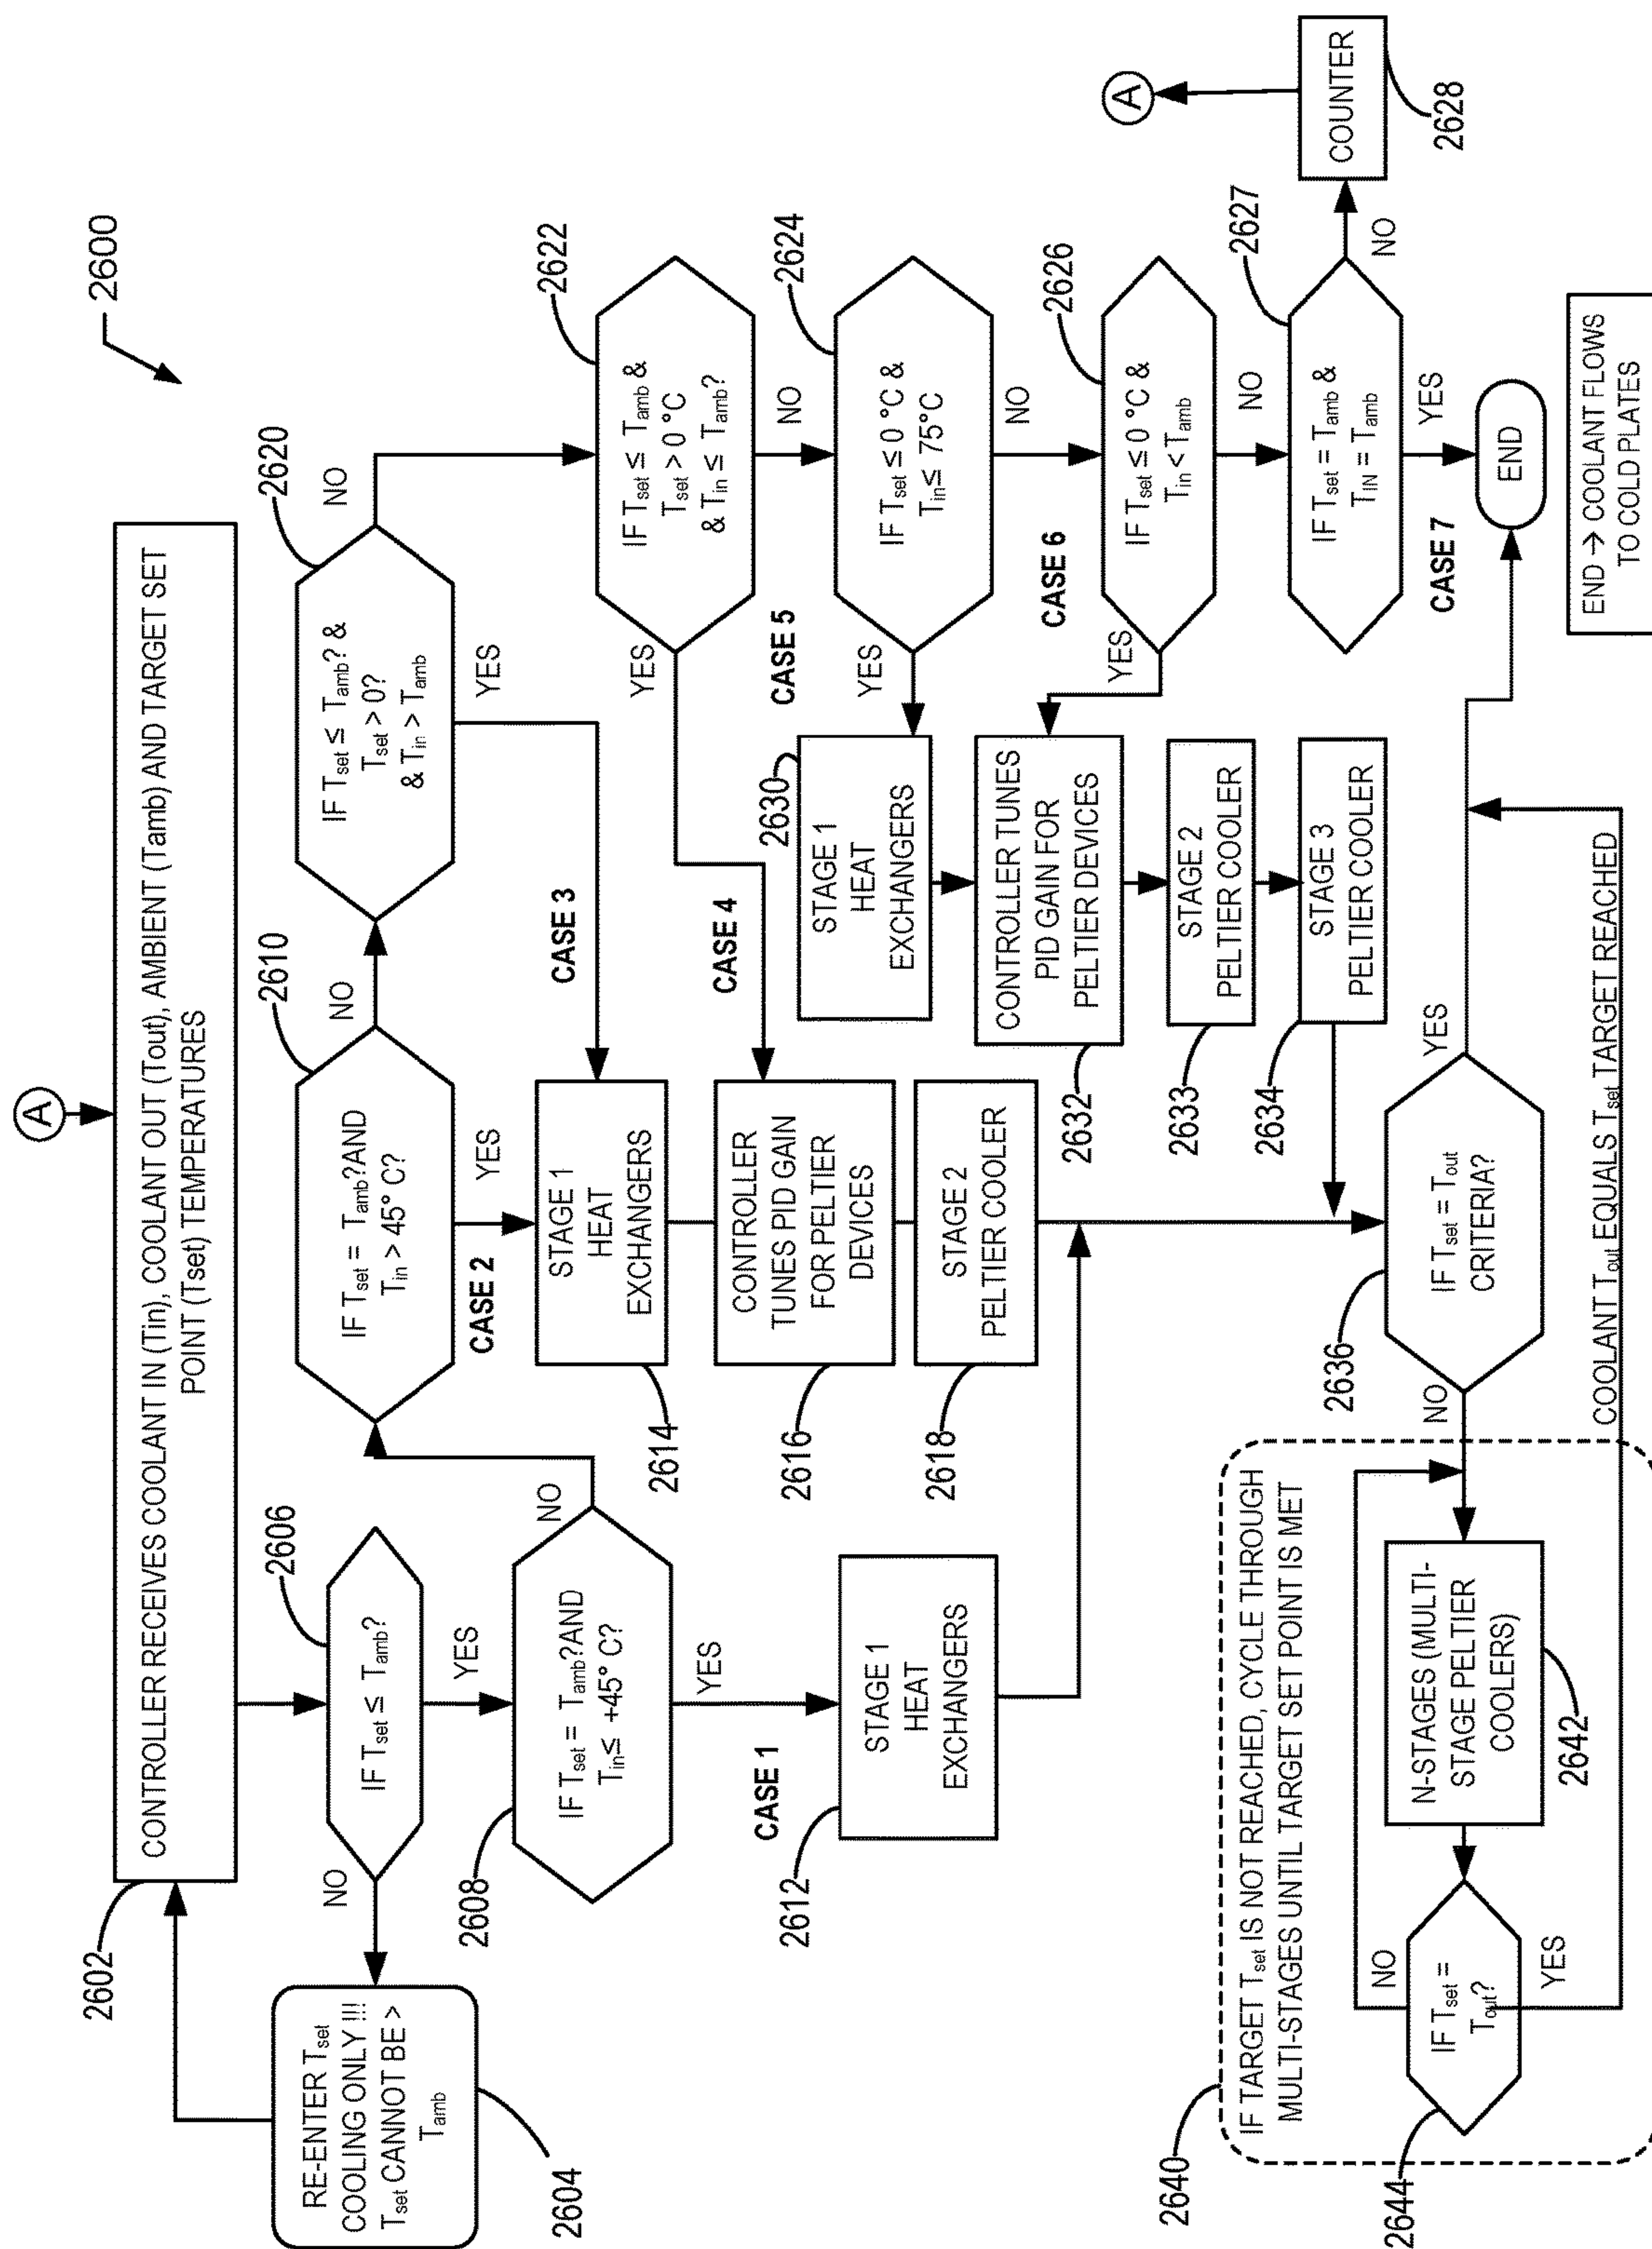 2600
A
CONTROLLER RECEIVES COOLANT IN (Tin), COOLANT OUT (Tout), AMBIENT (Tamb) AND TARGET SET
POINT (Tset) TEMPERATURES
2602
RE-ENTER Tset
COOLING ONLY !!!
Tset CANNOT BE >
Tamb
2604
NO
IF Tset ≤ Tamb?
2606
YES
IF Tset = Tamb?AND
Tin≤ +45° C?
2608
NO
YES
CASE 1
STAGE 1
HEAT
EXCHANGERS
2612
IF Tset = Tamb?AND
Tin > 45° C?
2610
NO
YES
CASE 2
STAGE 1
HEAT
EXCHANGERS
2614
CONTROLLER
TUNES PID GAIN
FOR PELTIER
DEVICES
2616
STAGE 2
PELTIER COOLER
2618
IF Tset ≤ Tamb? &
Tset > 0?
& Tin > Tamb
2620
NO
YES
CASE 3
IF Tset ≤ Tamb &
Tset > 0 °C
& Tin ≤ Tamb?
2622
YES
NO
CASE 4
IF Tset ≤ 0 °C &
Tin ≤ 75°C
2624
CASE 5
YES
NO
STAGE 1
HEAT
EXCHANGERS
2630
IF Tset ≤ 0 °C &
Tin < Tamb
2626
CASE 6
YES
NO
CONTROLLER TUNES
PID GAIN FOR
PELTIER DEVICES
2632
STAGE 2
PELTIER COOLER
2633
STAGE 3
PELTIER COOLER
2634
IF Tset = Tamb &
TIN = Tamb
2627
NO
COUNTER
2628
A
CASE 7
YES
END
END → COOLANT FLOWS
TO COLD PLATES
IF Tset = Tout
CRITERIA?
2636
YES
NO
IF TARGET Tset IS NOT REACHED, CYCLE THROUGH
MULTI-STAGES UNTIL TARGET SET POINT IS MET
2640
N-STAGES (MULTI-
STAGE PELTIER
COOLERS)
2642
IF Tset =
Tout?
2644
NO
YES
COOLANT Tout EQUALS Tset TARGET REACHED